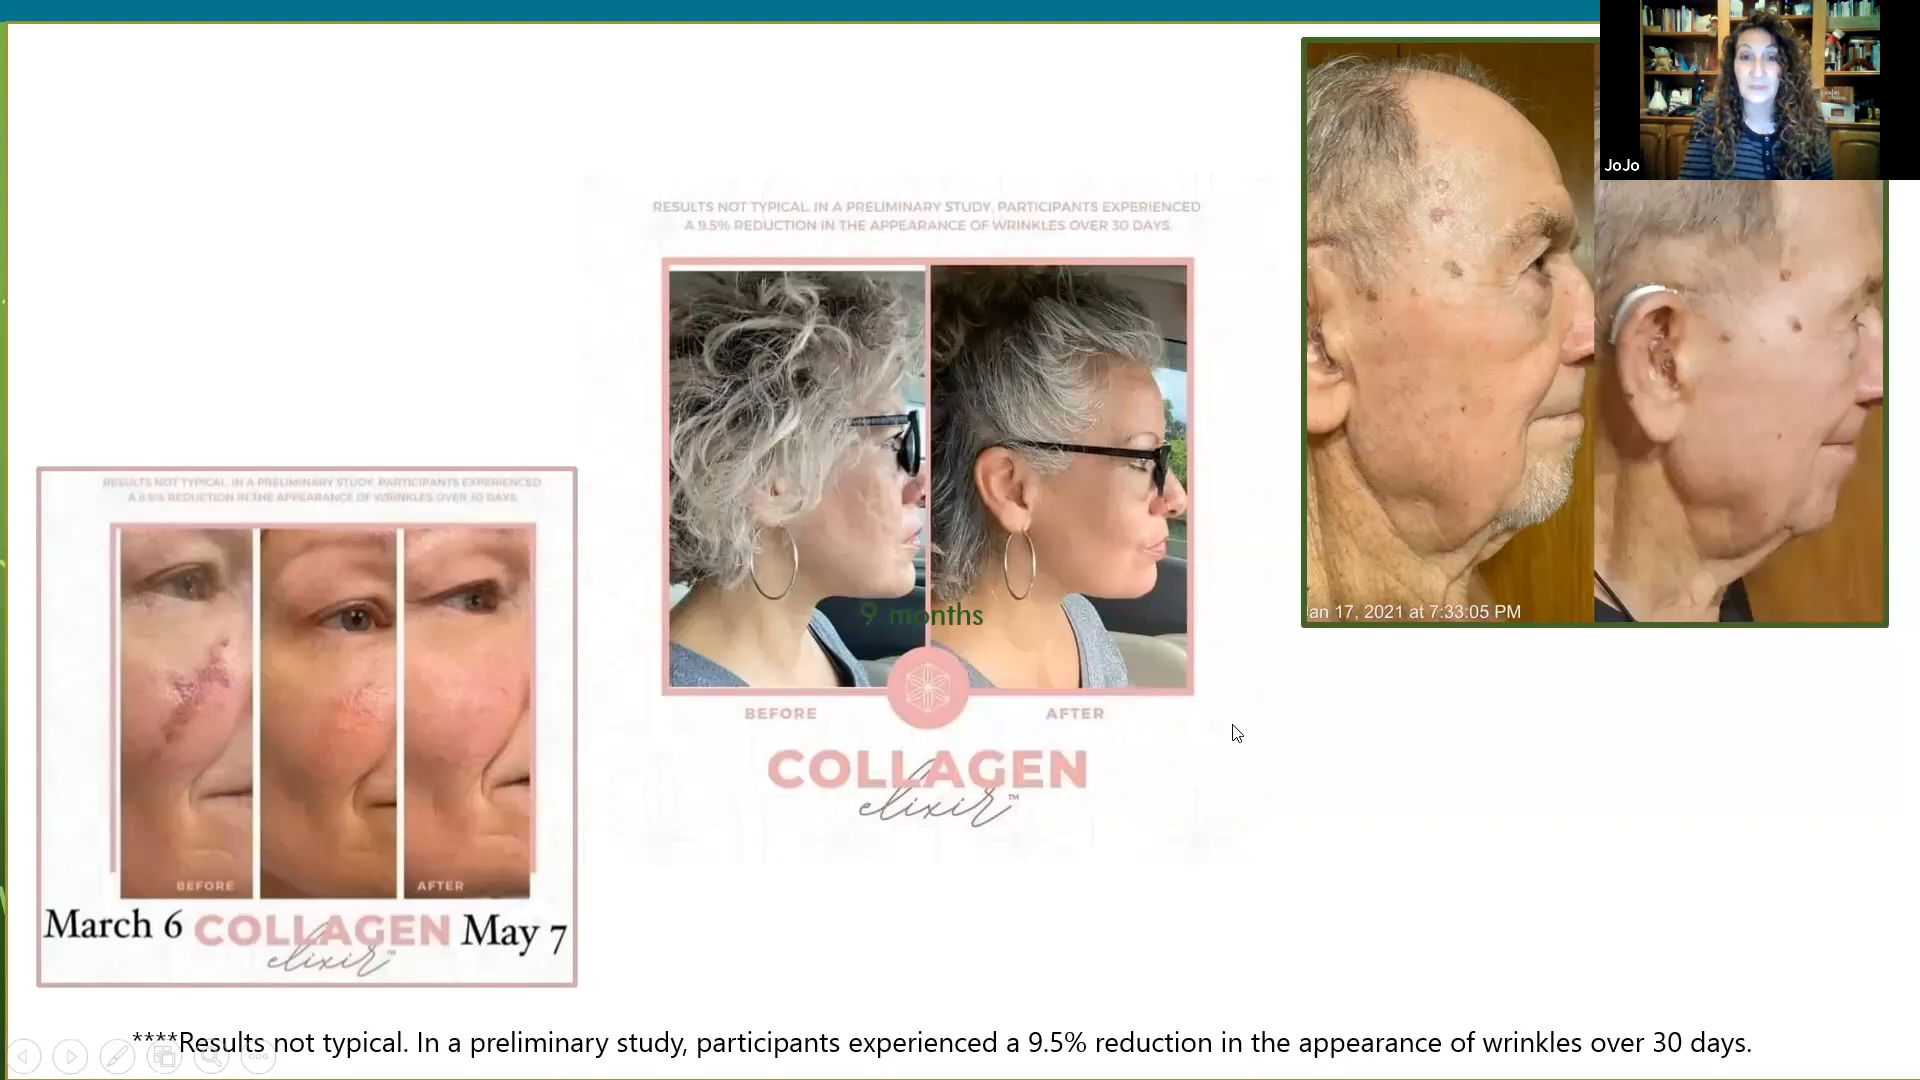 JoJo
RESULTS NOT TYPICAL. IN A PRELIMINARY STUDY, PARTICIPANTS EXPERIENCED
A 9.5% REDUCTION IN THE APPEARANCE OF WRINKLES OVER 30 DAYS.
9 months
BEFORE AFTER
COLLAGEN
elixir™
an 17, 2021 at 7:33:05 PM
RESULTS NOT TYPICAL. IN A PRELIMINARY STUDY, PARTICIPANTS EXPERIENCED
A 9.5% REDUCTION IN THE APPEARANCE OF WRINKLES OVER 30 DAYS.
BEFORE AFTER
March 6 COLLAGEN May 7
elixir™
****Results not typical. In a preliminary study, participants experienced a 9.5% reduction in the appearance of wrinkles over 30 days.